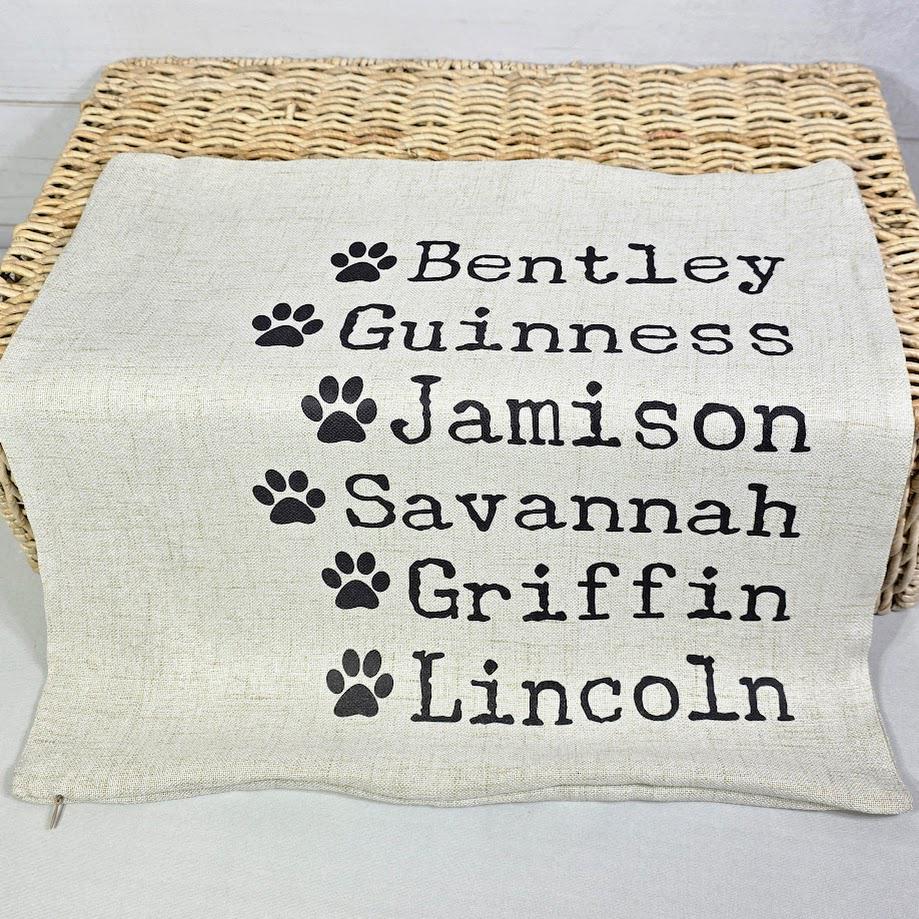 Bentley
Guinness
Jamison
Savannah
Griffin
Lincoln